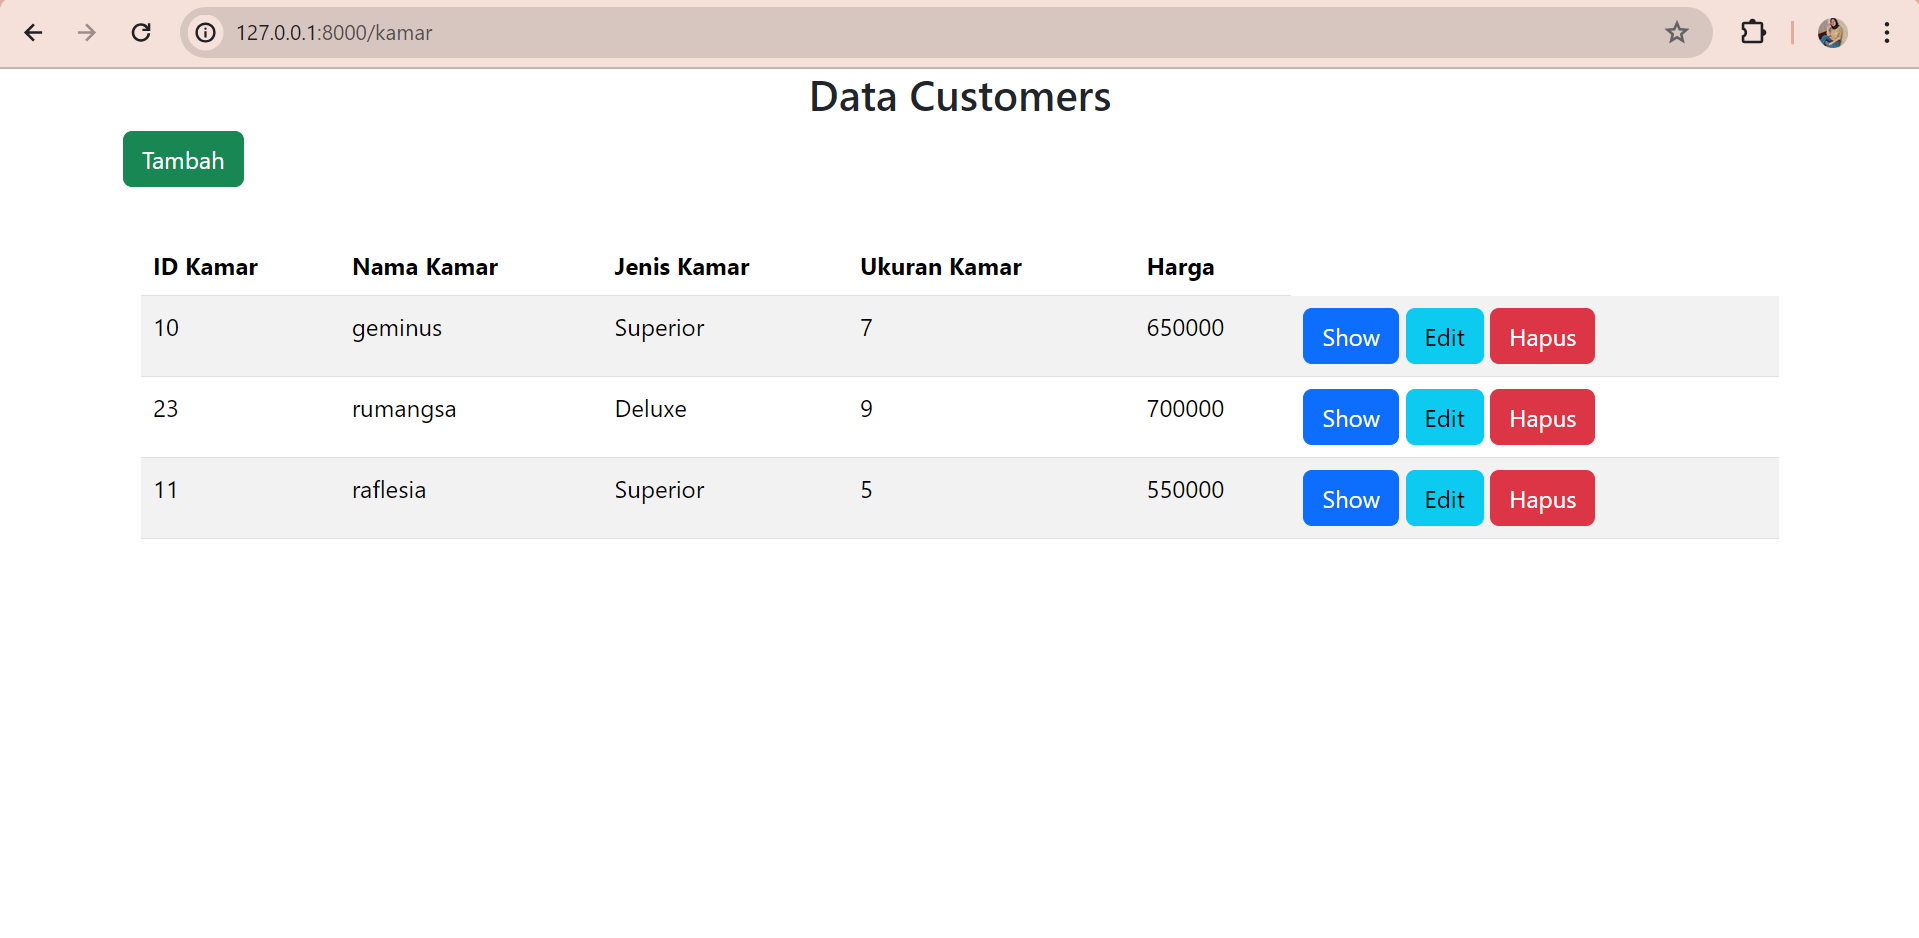 127.0.0.1:8000/kamar
Data Customers
Tambah
ID Kamar Nama Kamar Jenis Kamar Ukuran Kamar Harga
10 geminus Superior 7 650000 Show Edit Hapus
23 rumangsa Deluxe 9 700000 Show Edit Hapus
11 raflesia Superior 5 550000 Show Edit Hapus